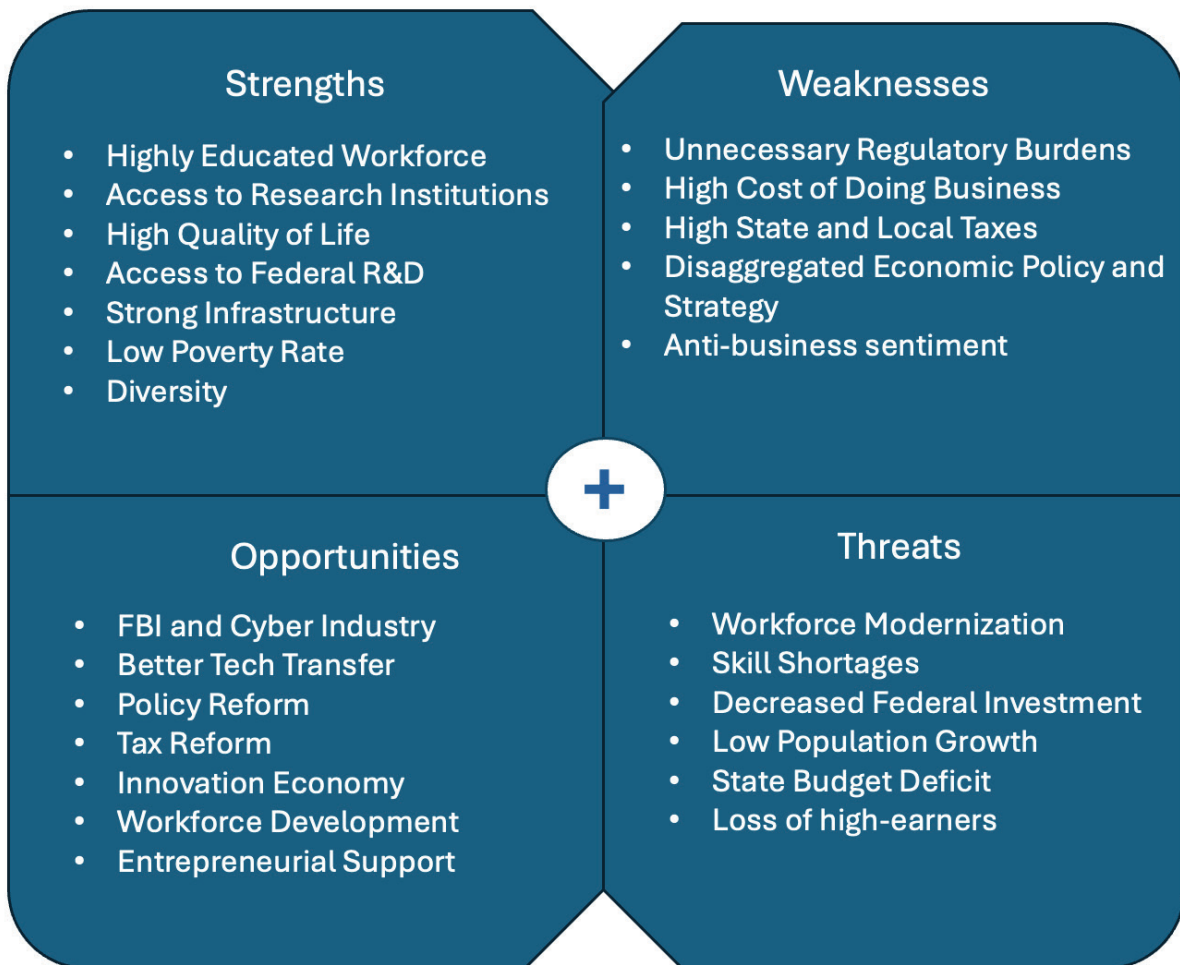 Strengths
• Highly Educated Workforce
• Access to Research Institutions
• High Quality of Life
• Access to Federal R&D
• Strong Infrastructure
• Low Poverty Rate
• Diversity
Weaknesses
• Unnecessary Regulatory Burdens
• High Cost of Doing Business
• High State and Local Taxes
• Disaggregated Economic Policy and
Strategy
• Anti-business sentiment
+
Opportunities
• FBI and Cyber Industry
• Better Tech Transfer
• Policy Reform
• Tax Reform
• Innovation Economy
• Workforce Development
• Entrepreneurial Support
Threats
• Workforce Modernization
• Skill Shortages
• Decreased Federal Investment
• Low Population Growth
• State Budget Deficit
• Loss of high-earners